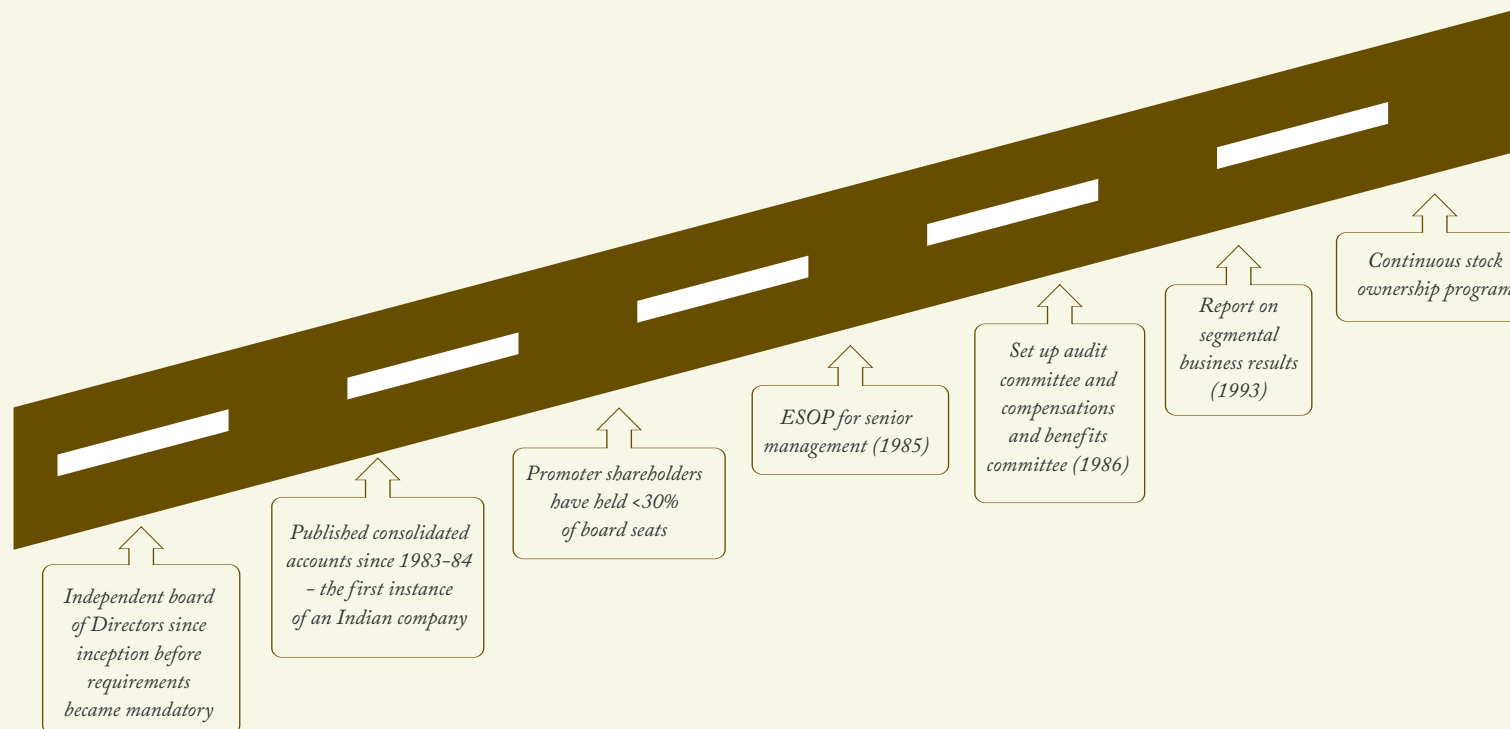 Independent board
of Directors since
inception before
requirements
became mandatory
Published consolidated
accounts since 1983-84
- the first instance
of an Indian company
Promoter shareholders
have held <30%
of board seats
ESOP for senior
management (1985)
Set up audit
committee and
compensations
and benefits
committee (1986)
Report on
segmental
business results
(1993)
Continuous stock
ownership program